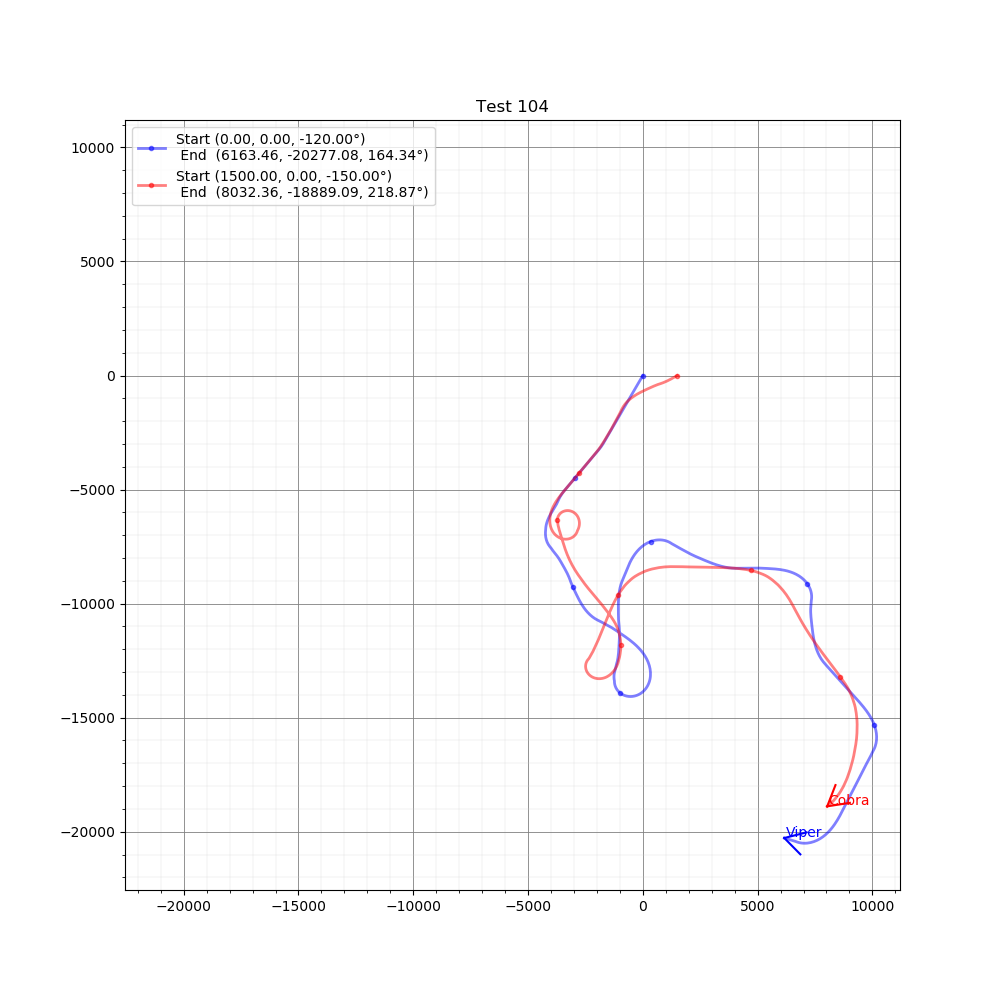 Test 104
Start (0.00, 0.00, -120.00°)
End (6163.46, -20277.08, 164.34°)
Start (1500.00, 0.00, -150.00°)
End (8032.36, -18889.09, 218.87°)
10000
5000
0
−5000
−10000
−15000
−20000
Cobra
Viper
−20000 −15000 −10000 −5000 0 5000 10000